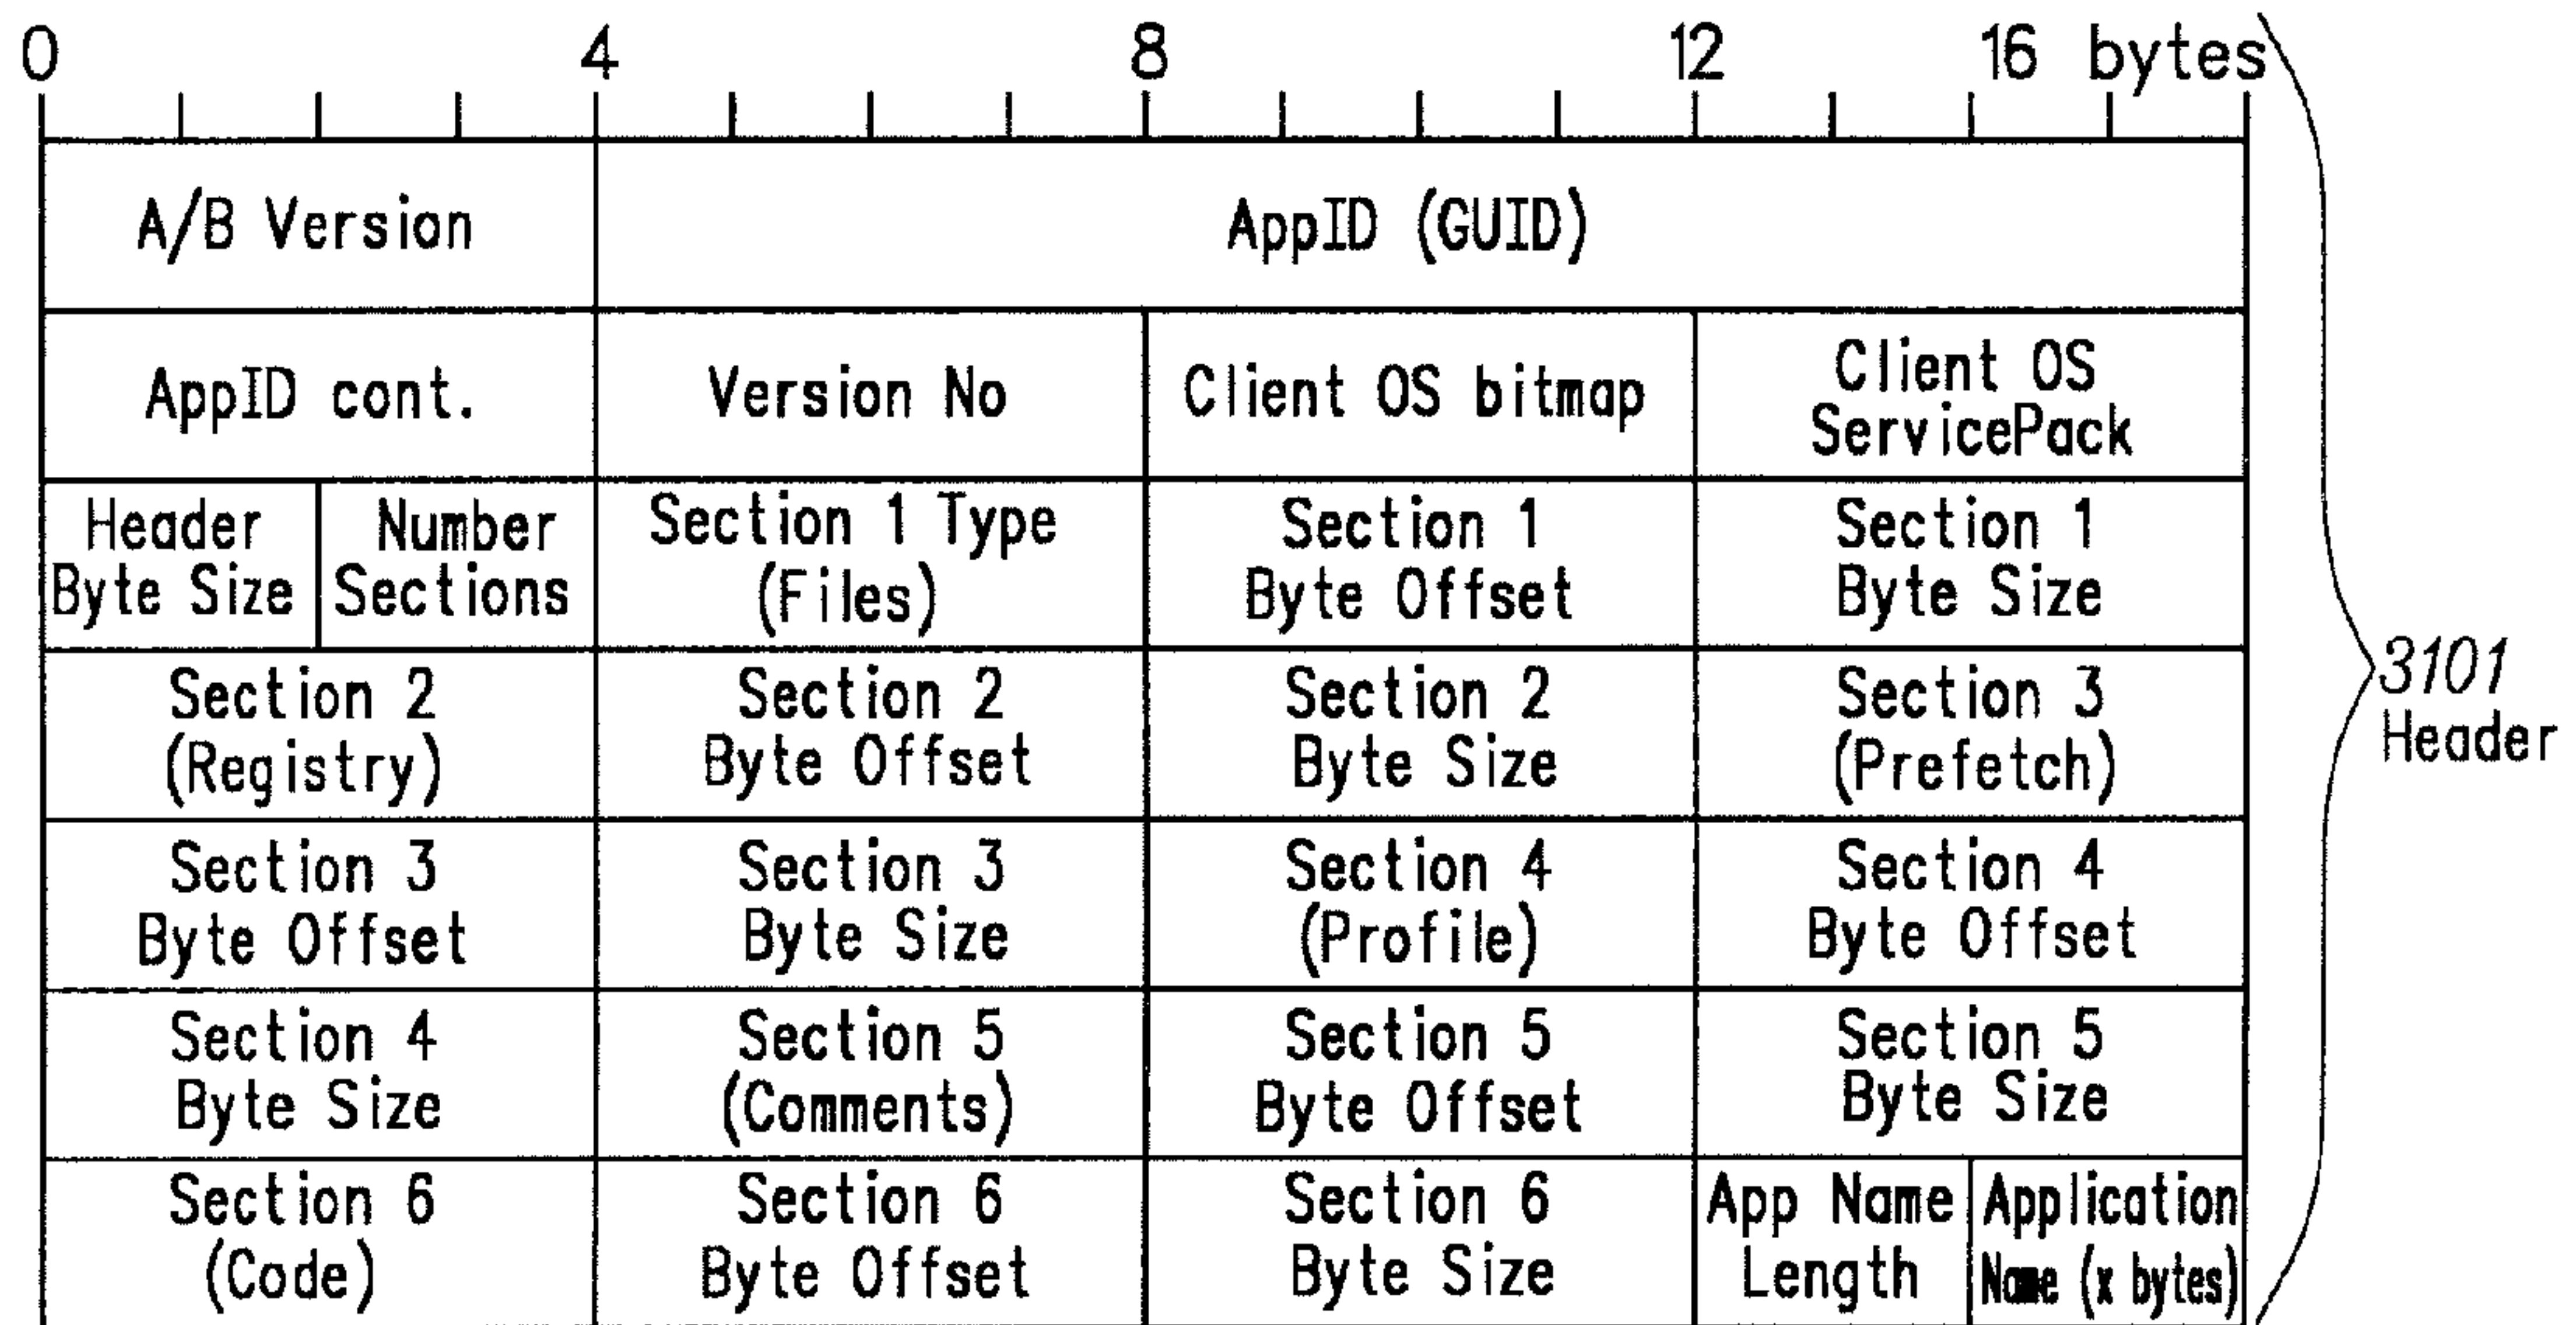 0 4 8 12 16 bytes
A/B Version AppID (GUID)
AppID cont. Version No Client OS bitmap Client OS
ServicePack
Header
Byte Size
Number
Sections
Section 1 Type
(Files)
Section 1
Byte Offset
Section 1
Byte Size
Section 2
(Registry)
Section 2
Byte Offset
Section 2
Byte Size
Section 3
(Prefetch)
Section 3
Byte Offset
Section 3
Byte Size
Section 4
(Profile)
Section 4
Byte Offset
Section 4
Byte Size
Section 5
(Comments)
Section 5
Byte Offset
Section 5
Byte Size
Section 6
(Code)
Section 6
Byte Offset
Section 6
Byte Size
App Name
Length
Application
Name (x bytes)
3101
Header